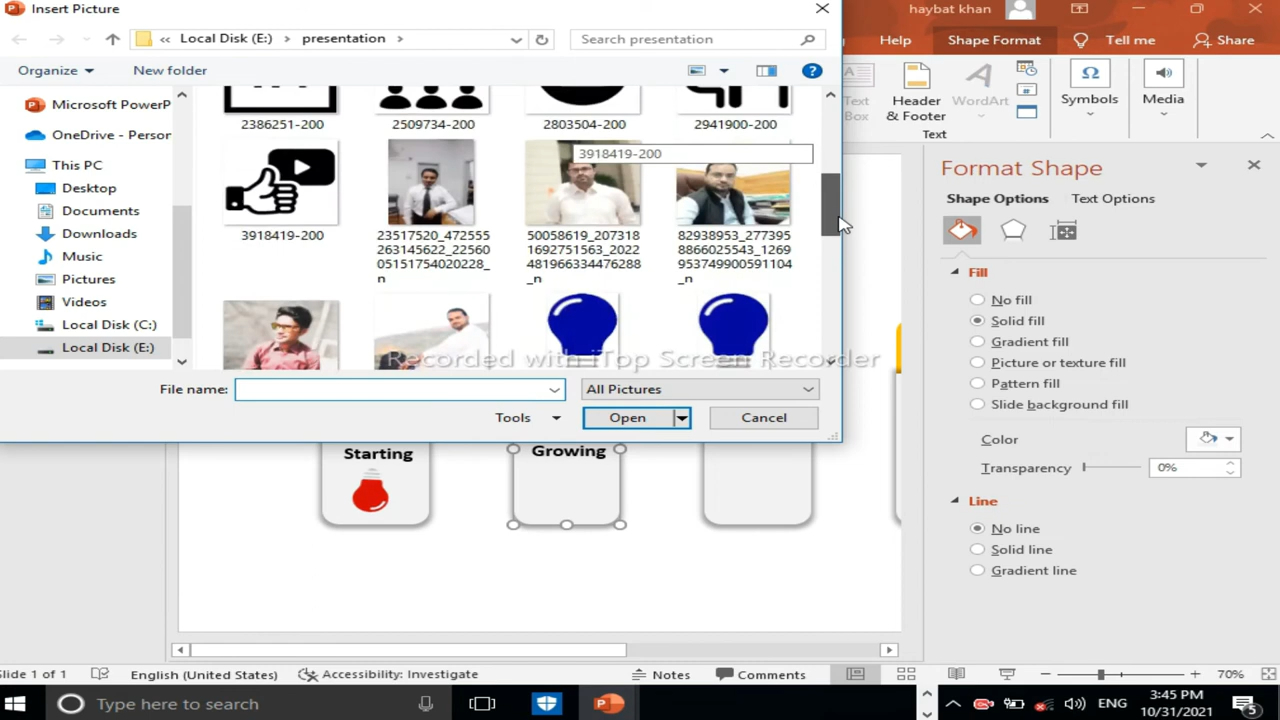 Insert Picture
haybat khan
« Local Disk (E:) > presentation >
Search presentation
Help
Shape Format
Tell me
Share
Organize
New folder
Microsoft PowerP
OneDrive - Person
This PC
Desktop
Documents
Downloads
Music
Pictures
Videos
Local Disk (C:)
Local Disk (E:)
2386251-200
2509734-200
2803504-200
2941900-200
3918419-200
3918419-200
23517520_472555
263145622_22560
05151754020228_
n
50058619_207318
1692751563_2022
481966334476288
_n
82938953_277395
8866025543_1269
953749900591104
_n
Text
Box
Header
& Footer
WordArt
Text
Symbols
Media
Recorded with iTop Screen Recorder
File name:
All Pictures
Tools
Open
Cancel
Starting
Growing
Format Shape
Shape Options
Text Options
Fill
No fill
Solid fill
Gradient fill
Picture or texture fill
Pattern fill
Slide background fill
Color
Transparency
0%
Line
No line
Solid line
Gradient line
Slide 1 of 1
English (United States)
Accessibility: Investigate
Notes
Comments
70%
Type here to search
ENG
3:45 PM
10/31/2021
5